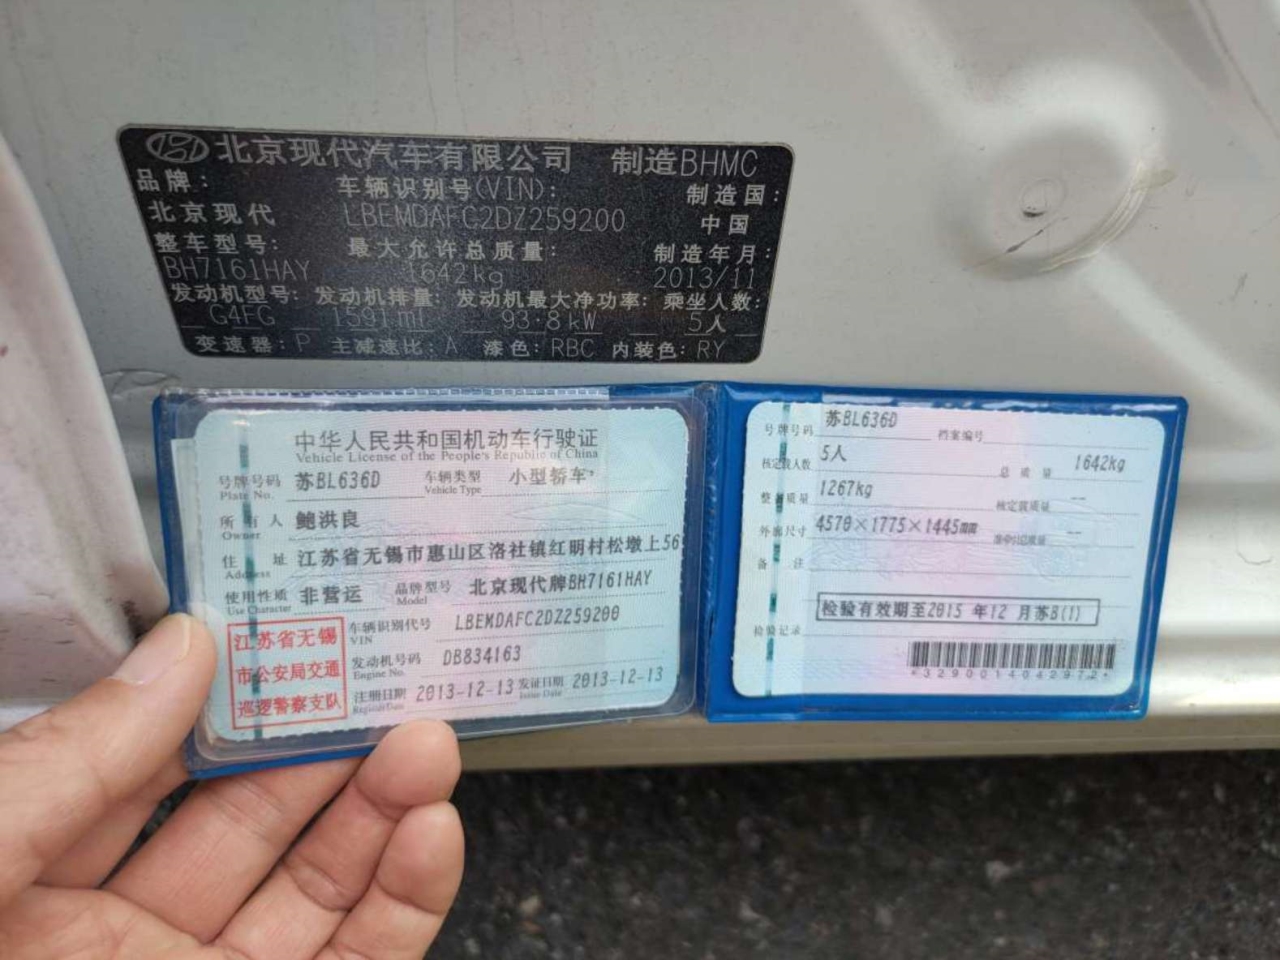 北京现代汽车有限公司 制造BHMC
品牌: 车辆识别号(VIN): 制造国:
北京现代 LBEMDAFC2DZ259200 中国
整车型号: 最大允许总质量: 制造年月:
BH7161HAY 1642kg 2013/11
发动机型号: 发动机排量: 发动机最大净功率: 乘坐人数:
G4FG 1591ml 93.8kW 5人
变速器: P 主减速比: A 漆色: RBC 内装色: RY
中华人民共和国机动车行驶证
Vehicle License of the People's Republic of China
号牌号码 苏BL636D 车辆类型 小型轿车
Plate No. Vehicle Type
所有人 鲍洪良
Owner
住址 江苏省无锡市惠山区洛社镇红明村松墩上56
Address
使用性质 非营运 品牌型号 北京现代牌BH7161HAY
Use Character Model
江苏省无锡
市公安局交通
巡逻警察支队
车辆识别代号 LBEMDAFC2DZ259200
VIN
发动机号码 DB834163
Engine No.
注册日期 2013-12-13 发证日期 2013-12-13
Register Date Issue Date
号牌号码 苏BL636D 档案编号
核定载人数 5人 总质量 1642kg
整备质量 1267kg 核定载质量 --
外廓尺寸 4570×1775×1445mm 准牵引总质量 --
备注
检验有效期至2015 年12 月苏B(1)
检验记录
*3290014042972*